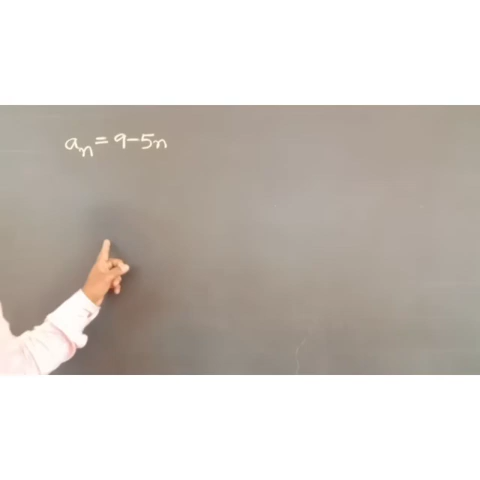 aₙ = 9-5n